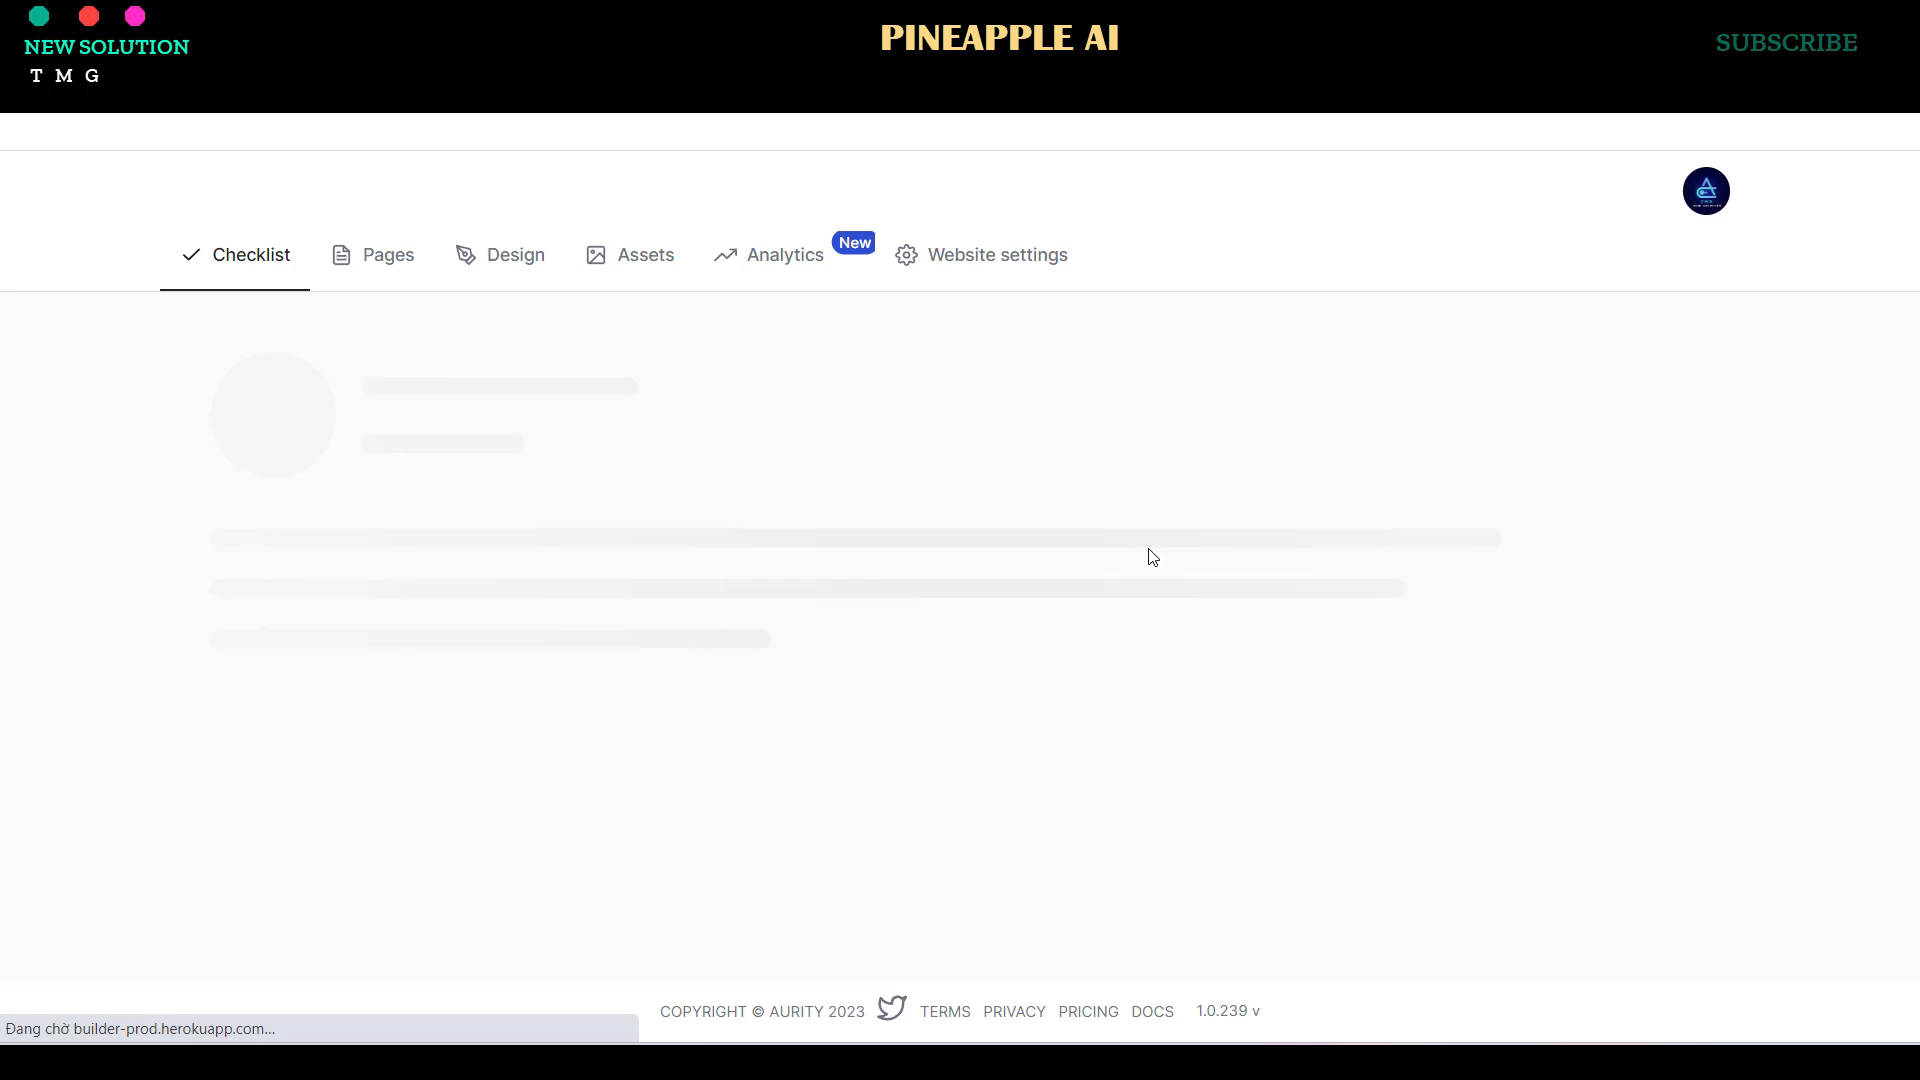 NEW SOLUTION
T M G
PINEAPPLE AI
SUBSCRIBE
Checklist
Pages
Design
Assets
Analytics
New
Website settings
COPYRIGHT © AURITY 2023
TERMS
PRIVACY
PRICING
DOCS
1.0.239 v
Đang chờ builder-prod.herokuapp.com...